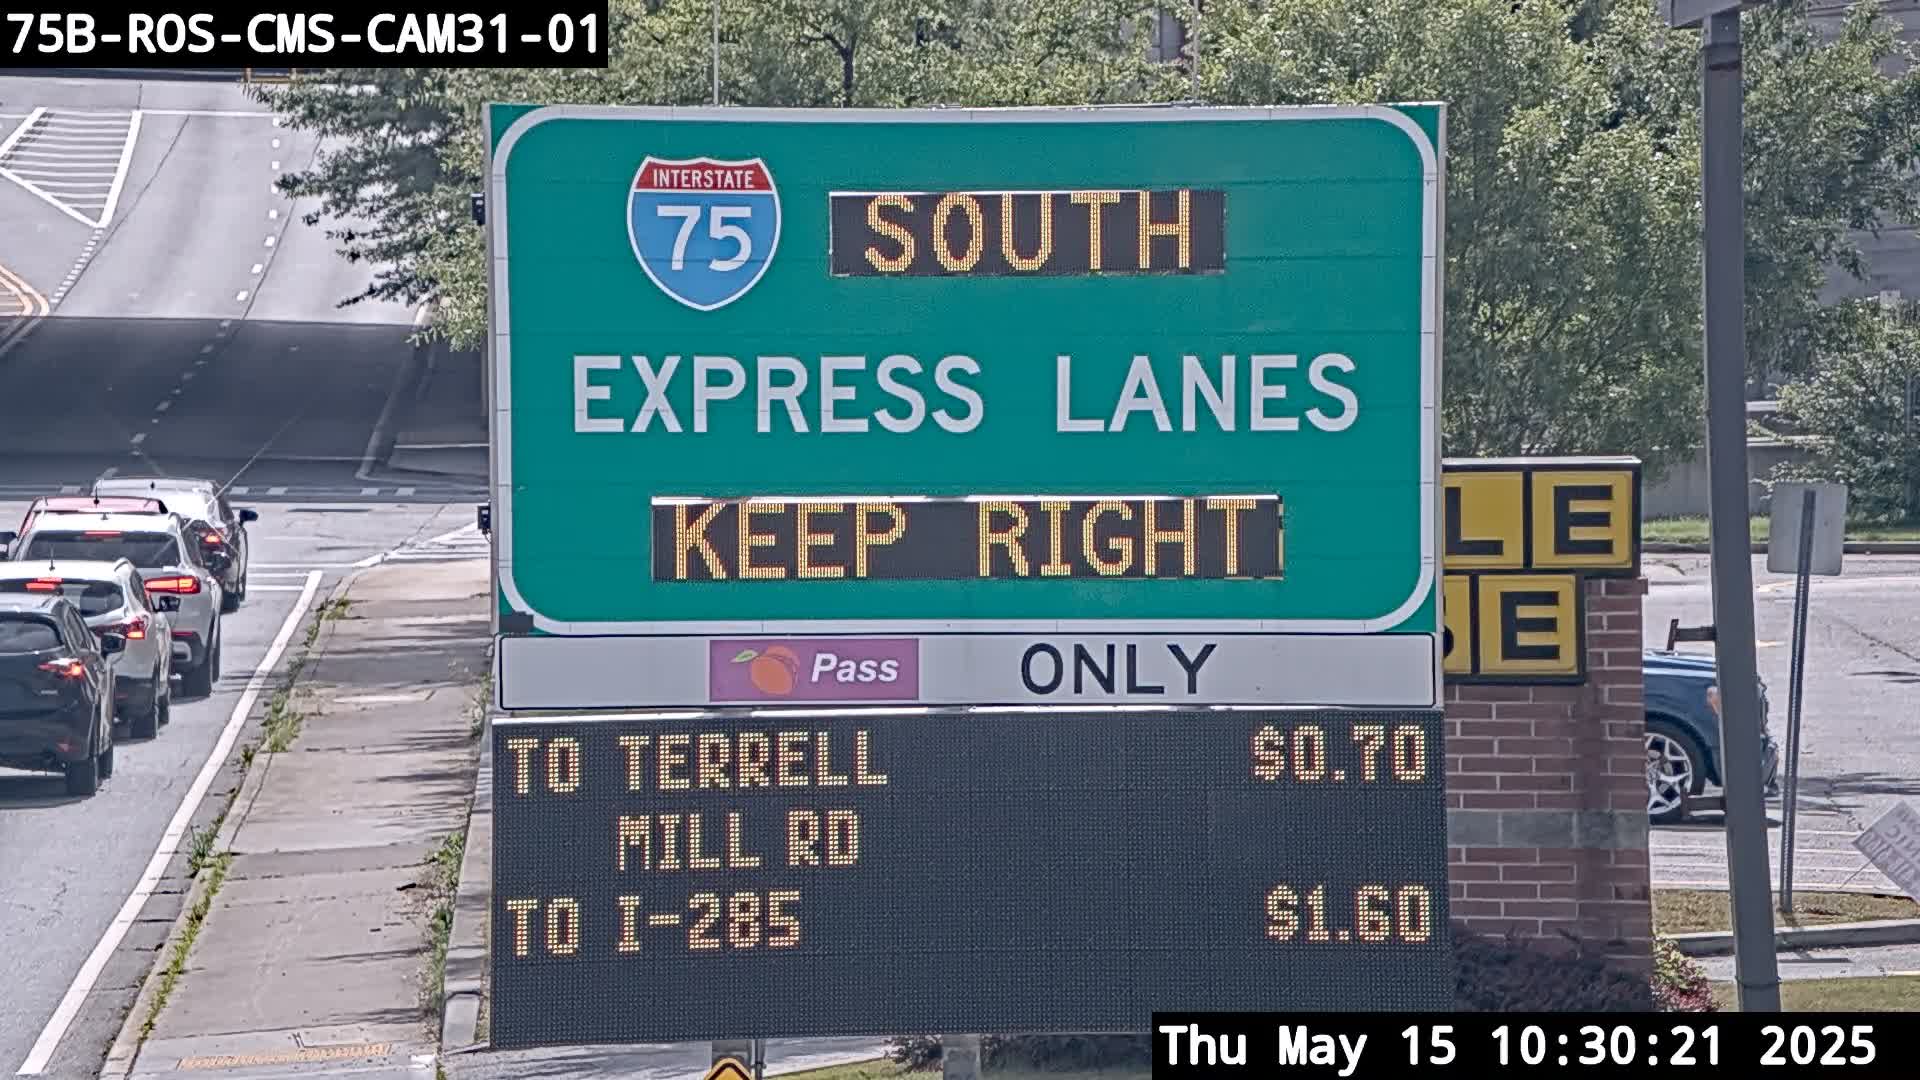 75B-ROS-CMS-CAM31-01
INTERSTATE
75
SOUTH
EXPRESS LANES
KEEP RIGHT
Pass ONLY
TO TERRELL $0.70
MILL RD
TO I-285 $1.60
LE
E
Thu May 15 10:30:21 2025